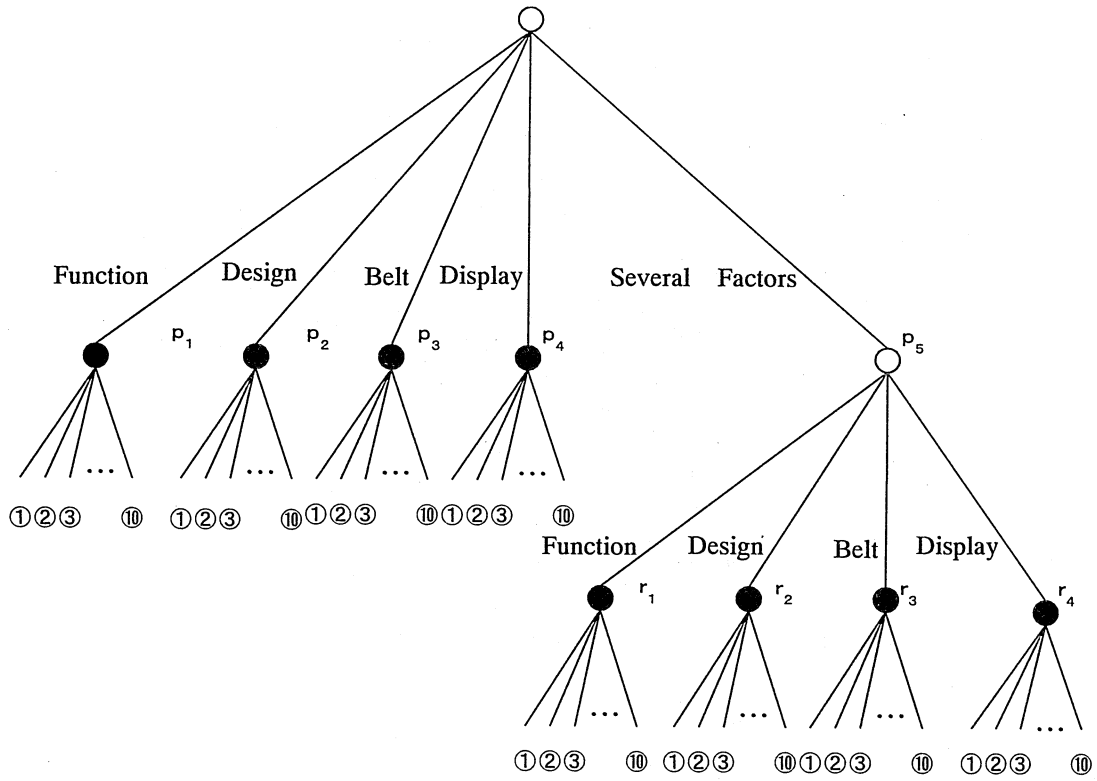 Function Design Belt Display Several Factors
p₁ p₂ p₃ p₄ p₅
... ... ... ...
①②③ ⑩ ①②③ ⑩ ①②③ ⑩ ①②③ ⑩
Function Design Belt Display
r₁ r₂ r₃ r₄
... ... ... ...
①②③ ⑩ ①②③ ⑩ ①②③ ⑩ ①②③ ⑩